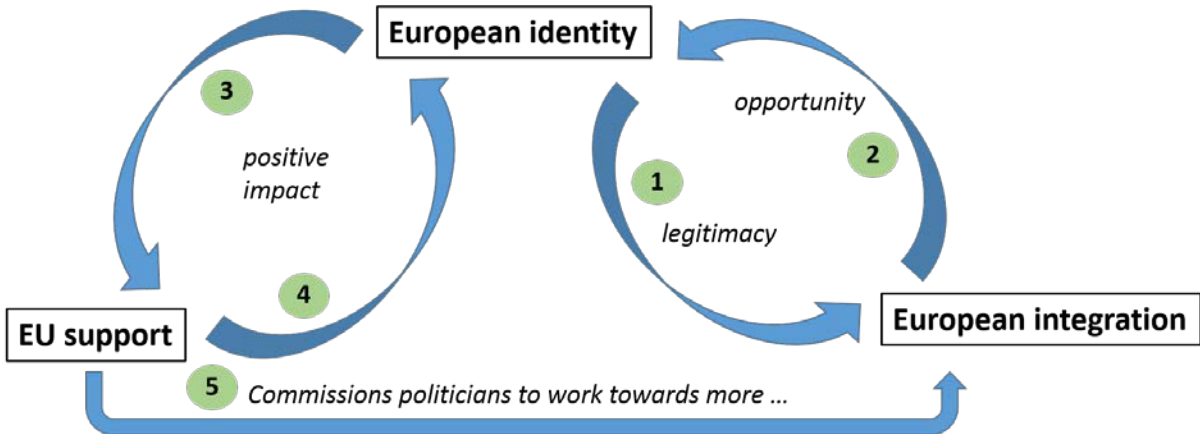 European identity
3
opportunity
2
positive
impact
1
legitimacy
4
EU support
European integration
5
Commissions politicians to work towards more ...